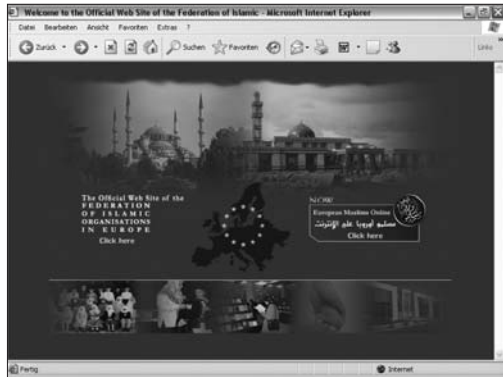 Welcome to the Official Web Site of the Federation of Islamic - Microsoft Internet Explorer
Datei Bearbeiten Ansicht Favoriten Extras ?
Zurück Suchen Favoriten Links
The Official Web Site of the
FEDERATION
OF ISLAMIC
ORGANISATIONS
IN EUROPE
Click here
NOW
European Muslims Online
مسلمو أوروبا على الإنترنت
Click here
Fertig Internet